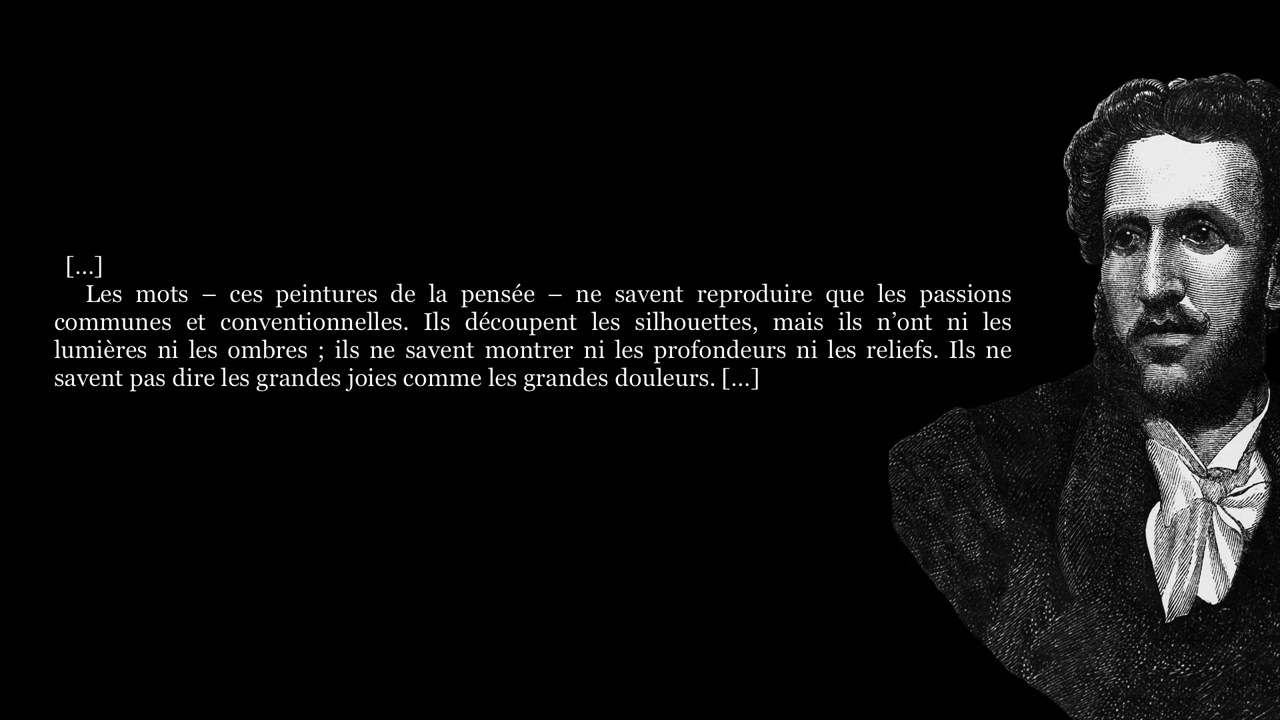 [...]
Les mots – ces peintures de la pensée – ne savent reproduire que les passions
communes et conventionnelles. Ils découpent les silhouettes, mais ils n’ont ni les
lumières ni les ombres ; ils ne savent montrer ni les profondeurs ni les reliefs. Ils ne
savent pas dire les grandes joies comme les grandes douleurs. [...]